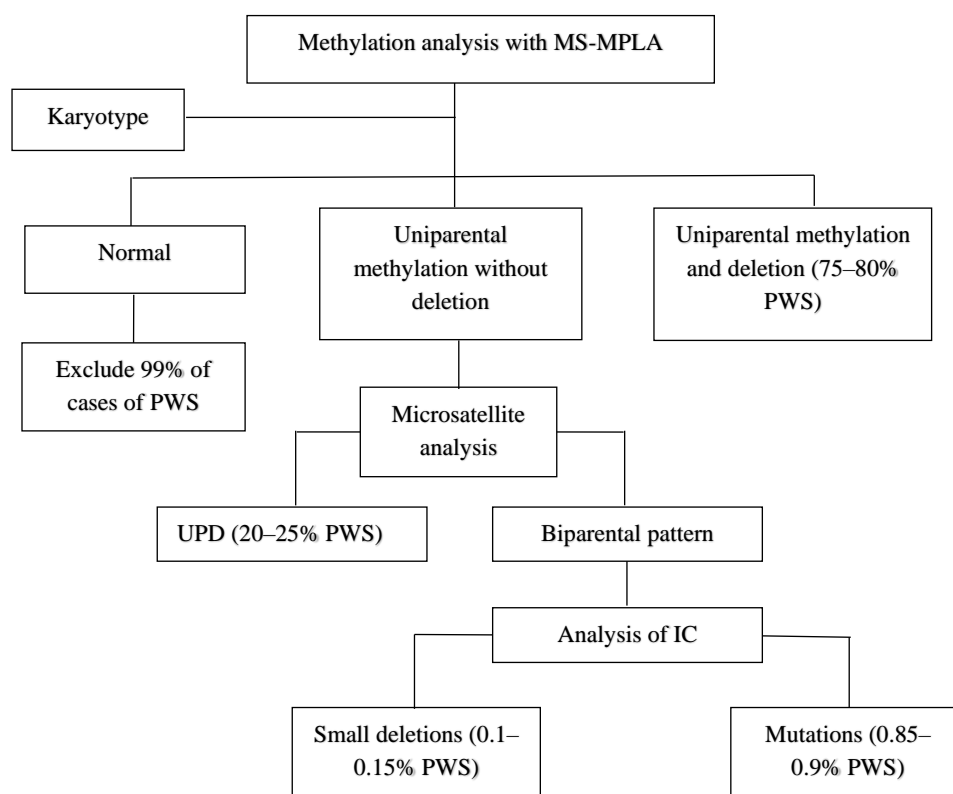 Methylation analysis with MS-MPLA
Karyotype
Normal
Uniparental
methylation without
deletion
Uniparental methylation
and deletion (75–80%
PWS)
Exclude 99% of
cases of PWS
Microsatellite
analysis
UPD (20–25% PWS)
Biparental pattern
Analysis of IC
Small deletions (0.1–
0.15% PWS)
Mutations (0.85–
0.9% PWS)